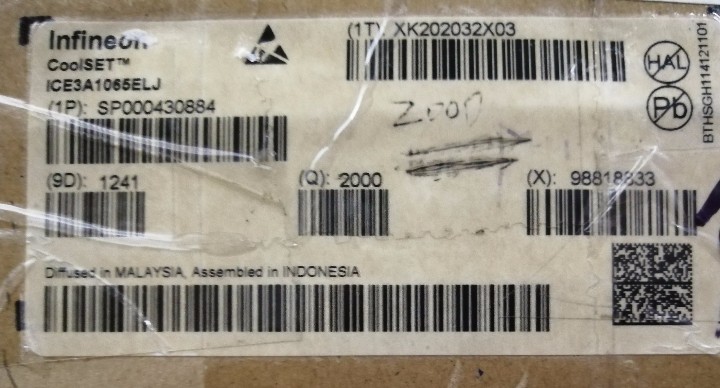 Infineon
CoolSET™
ICE3A1065ELJ
(1P): SP000430884
(1T) XK202032X03
HAL
Pb
BTHSGH114121101
2000
(9D): 1241
(Q): 2000
(X): 98818833
Diffused in MALAYSIA, Assembled in INDONESIA